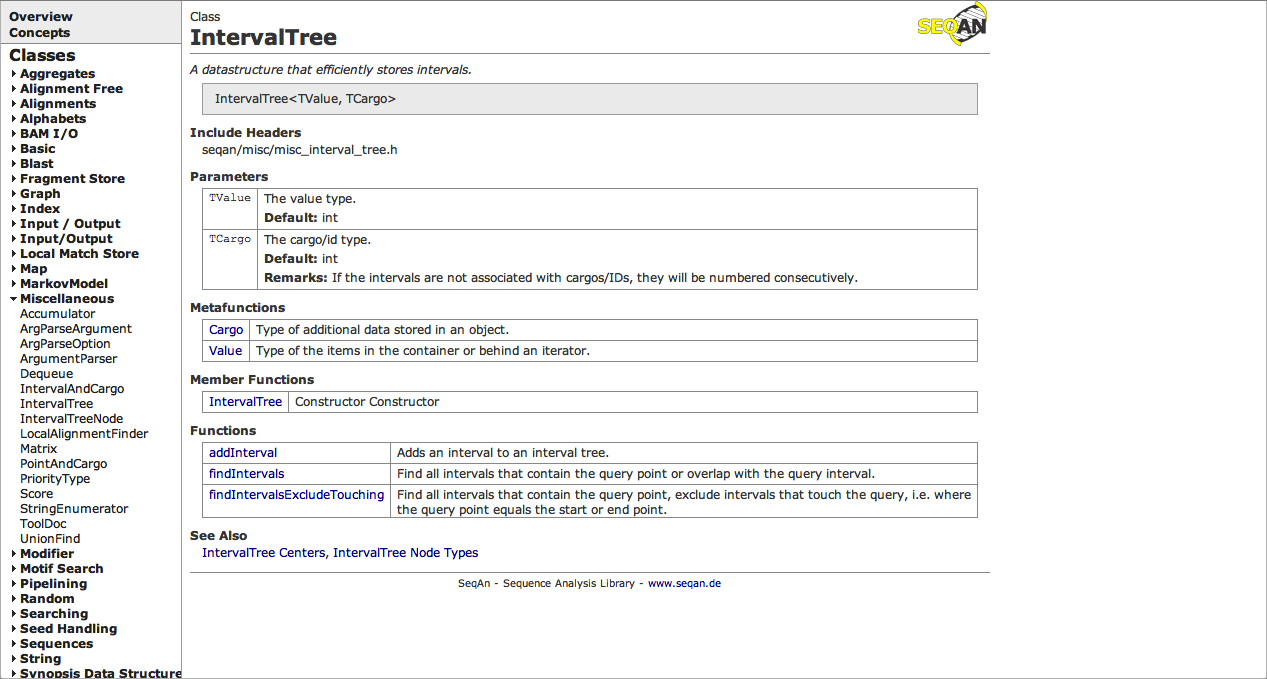 Overview
Concepts
Classes
Aggregates
Alignment Free
Alignments
Alphabets
BAM I/O
Basic
Blast
Fragment Store
Graph
Index
Input / Output
Input/Output
Local Match Store
Map
MarkovModel
Miscellaneous
Accumulator
ArgParseArgument
ArgParseOption
ArgumentParser
Dequeue
IntervalAndCargo
IntervalTree
IntervalTreeNode
LocalAlignmentFinder
Matrix
PointAndCargo
PriorityType
Score
StringEnumerator
ToolDoc
UnionFind
Modifier
Motif Search
Pipelining
Random
Searching
Seed Handling
Sequences
String
Synopsis Data Structure
Class
IntervalTree
SEQAN
A datastructure that efficiently stores intervals.
IntervalTree<TValue, TCargo>
Include Headers
seqan/misc/misc_interval_tree.h
Parameters
TValue The value type.
Default: int
TCargo The cargo/id type.
Default: int
Remarks: If the intervals are not associated with cargos/IDs, they will be numbered consecutively.
Metafunctions
Cargo Type of additional data stored in an object.
Value Type of the items in the container or behind an iterator.
Member Functions
IntervalTree Constructor Constructor
Functions
addInterval Adds an interval to an interval tree.
findIntervals Find all intervals that contain the query point or overlap with the query interval.
findIntervalsExcludeTouching Find all intervals that contain the query point, exclude intervals that touch the query, i.e. where
the query point equals the start or end point.
See Also
IntervalTree Centers, IntervalTree Node Types
SeqAn - Sequence Analysis Library - www.seqan.de